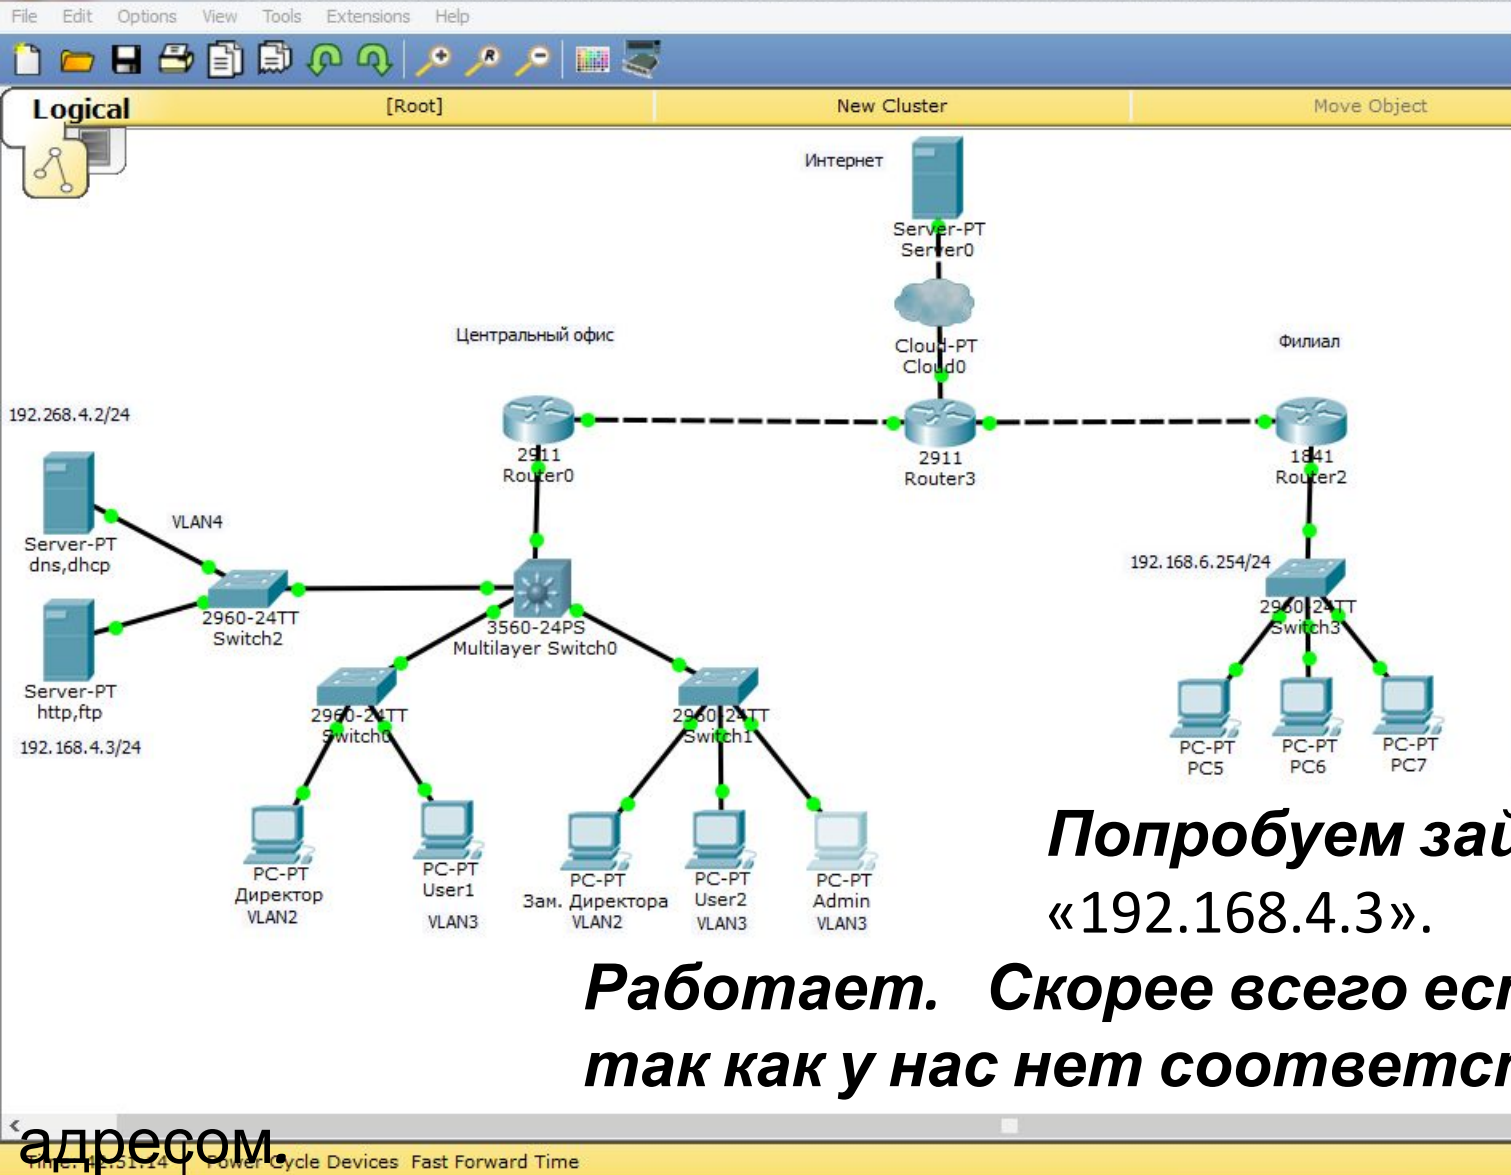 File Edit Options View Tools Extensions Help
Logical [Root] New Cluster Move Object
Интернет
Server-PT
Server0
Cloud-PT
Cloud0
Центральный офис
Филиал
192.268.4.2/24
2911
Router0
2911
Router3
1841
Router2
VLAN4
Server-PT
dns,dhcp
192.168.6.254/24
2960-24TT
Switch2
3560-24PS
Multilayer Switch0
2960-24TT
Switch3
Server-PT
http,ftp
192.168.4.3/24
2960-24TT
Switch0
2960-24TT
Switch1
PC-PT
PC5
PC-PT
PC6
PC-PT
PC7
PC-PT
Директор
VLAN2
PC-PT
User1
VLAN3
PC-PT
Зам. Директора
VLAN2
PC-PT
User2
VLAN3
PC-PT
Admin
VLAN3
Попробуем
«192.168.4.3».
Работает. Скорее всего
так как у нас нет
адресом.
Power Cycle Devices Fast Forward Time